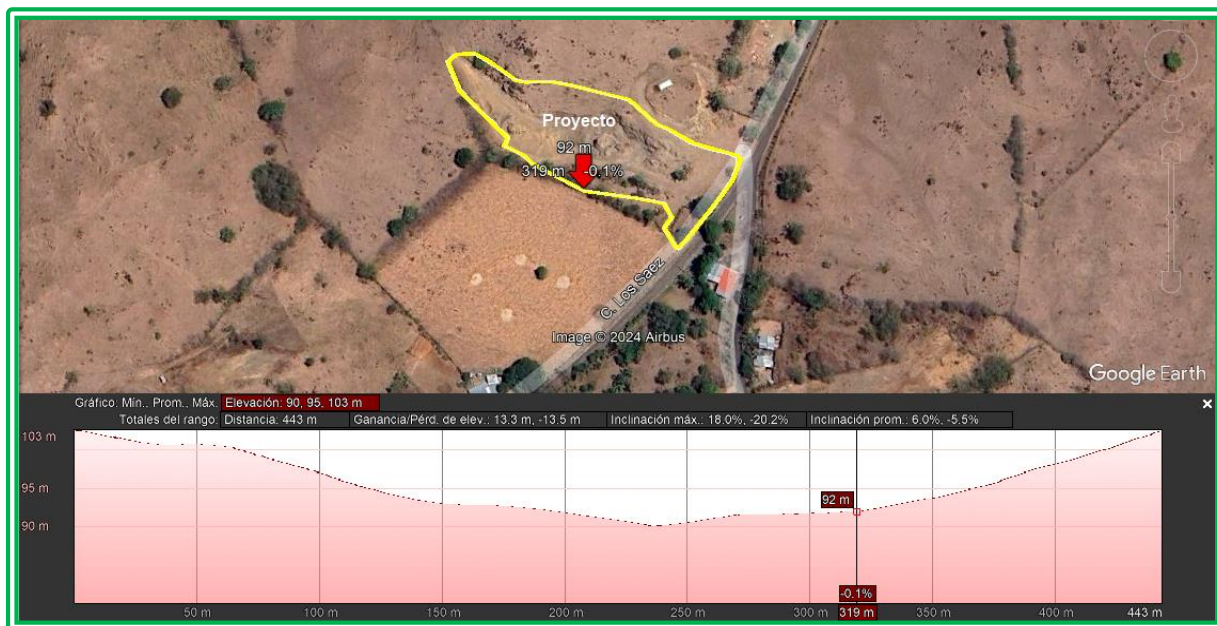 Proyecto
92 m
319 m -0.1%
C. Los Saez
Image © 2024 Airbus
Google Earth
Gráfico: Mín., Prom., Máx. Elevación: 90, 95, 103 m
Totales del rango: Distancia: 443 m Ganancia/Pérd. de elev.: 13.3 m, -13.5 m Inclinación máx.: 18.0%, -20.2% Inclinación prom.: 6.0%, -5.5%
103 m
95 m
92 m
90 m
-0.1%
50 m 100 m 150 m 200 m 250 m 300 m 319 m 350 m 400 m 443 m